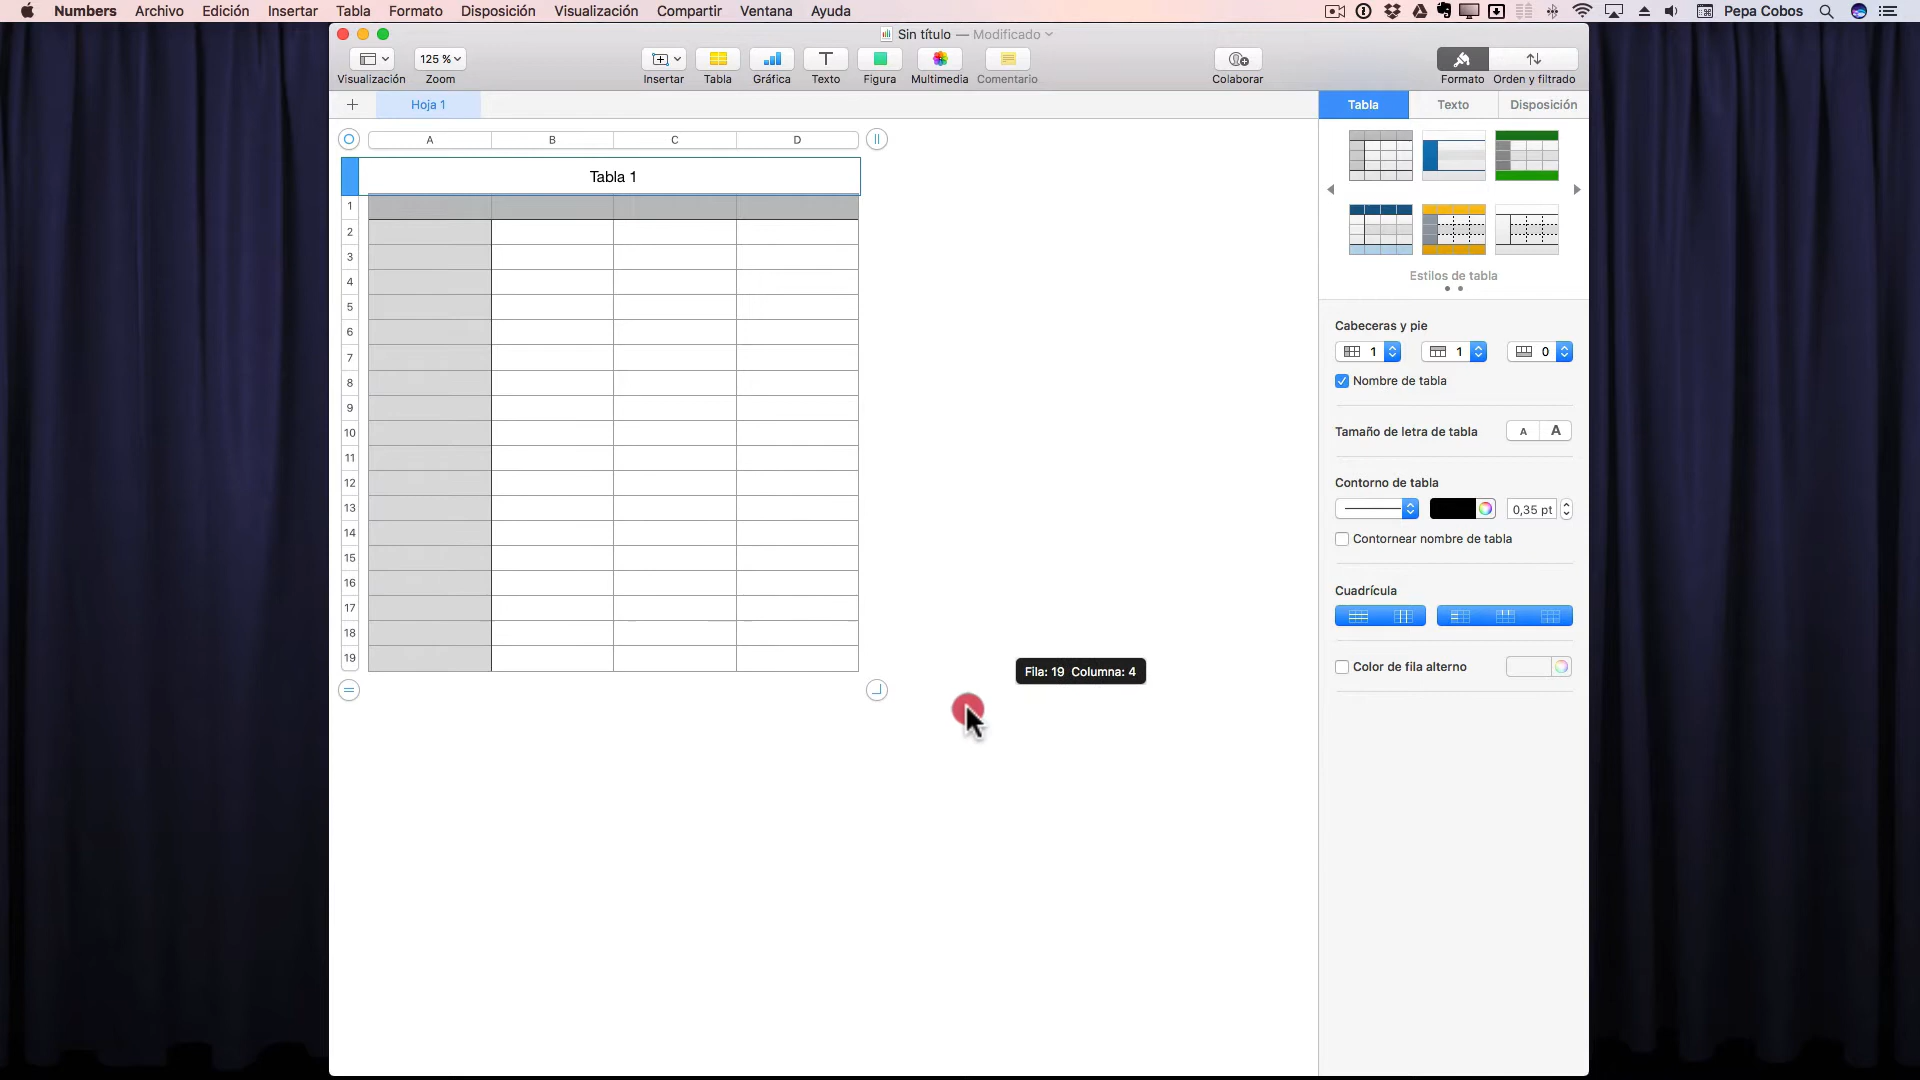 Numbers Archivo Edición Insertar Tabla Formato Disposición Visualización Compartir Ventana Ayuda Pepa Cobos
Sin título — Modificado
125 %
Visualización Zoom Insertar Tabla Gráfica Texto Figura Multimedia Comentario Colaborar Formato Orden y filtrado
Hoja 1
Tabla Texto Disposición
A B C D
Tabla 1
1
2
3
4
5
6
7
8
9
10
11
12
13
14
15
16
17
18
19
Fila: 19 Columna: 4
Estilos de tabla
Cabeceras y pie
1 1 0
Nombre de tabla
Tamaño de letra de tabla A A
Contorno de tabla
0,35 pt
Contornear nombre de tabla
Cuadrícula
Color de fila alterno